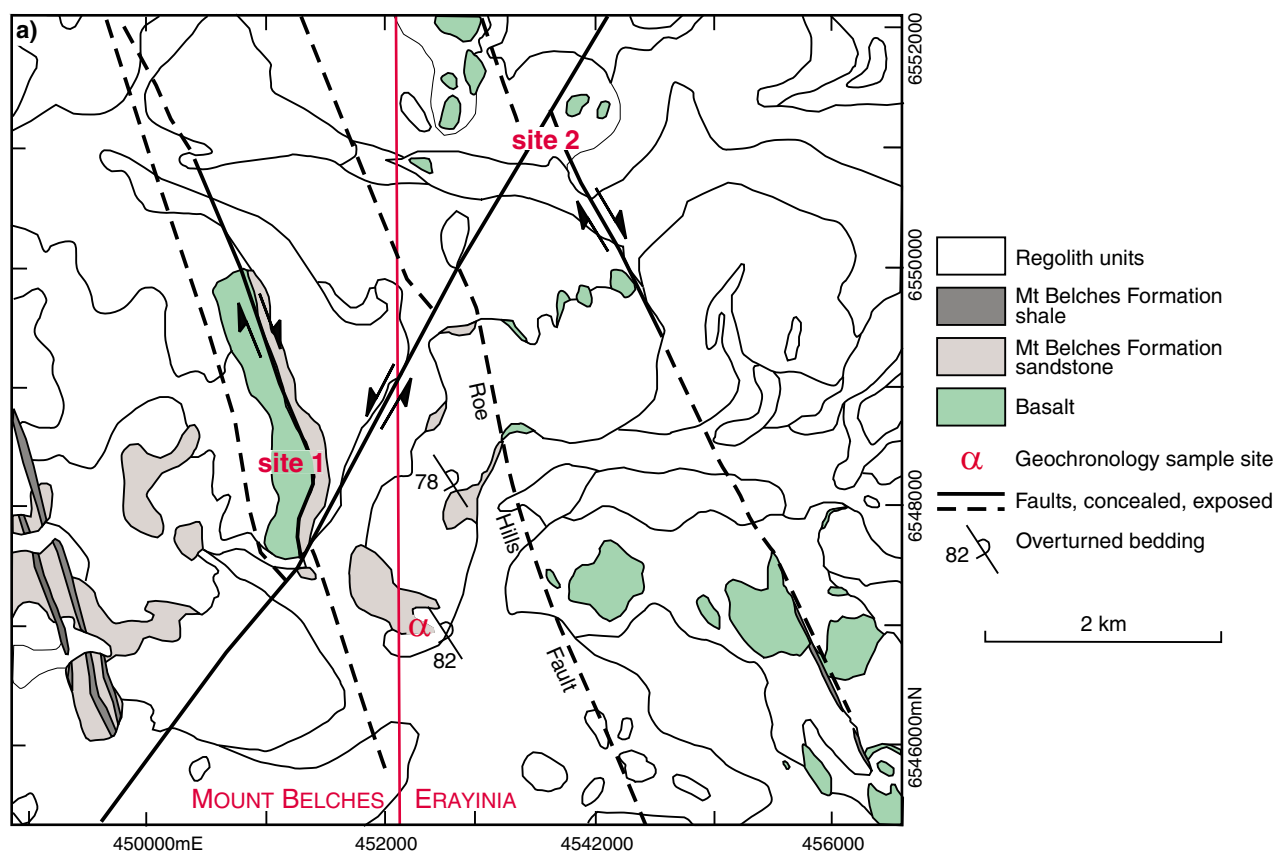 a)
6552000
site 2
6550000
Roe
site 1
78
6548000
Hills
α
82
Fault
6546000mN
MOUNT BELCHES
ERAYINIA
450000mE
452000
4542000
456000
Regolith units
Mt Belches Formation
shale
Mt Belches Formation
sandstone
Basalt
α
Geochronology sample site
Faults, concealed, exposed
82
Overturned bedding
2 km